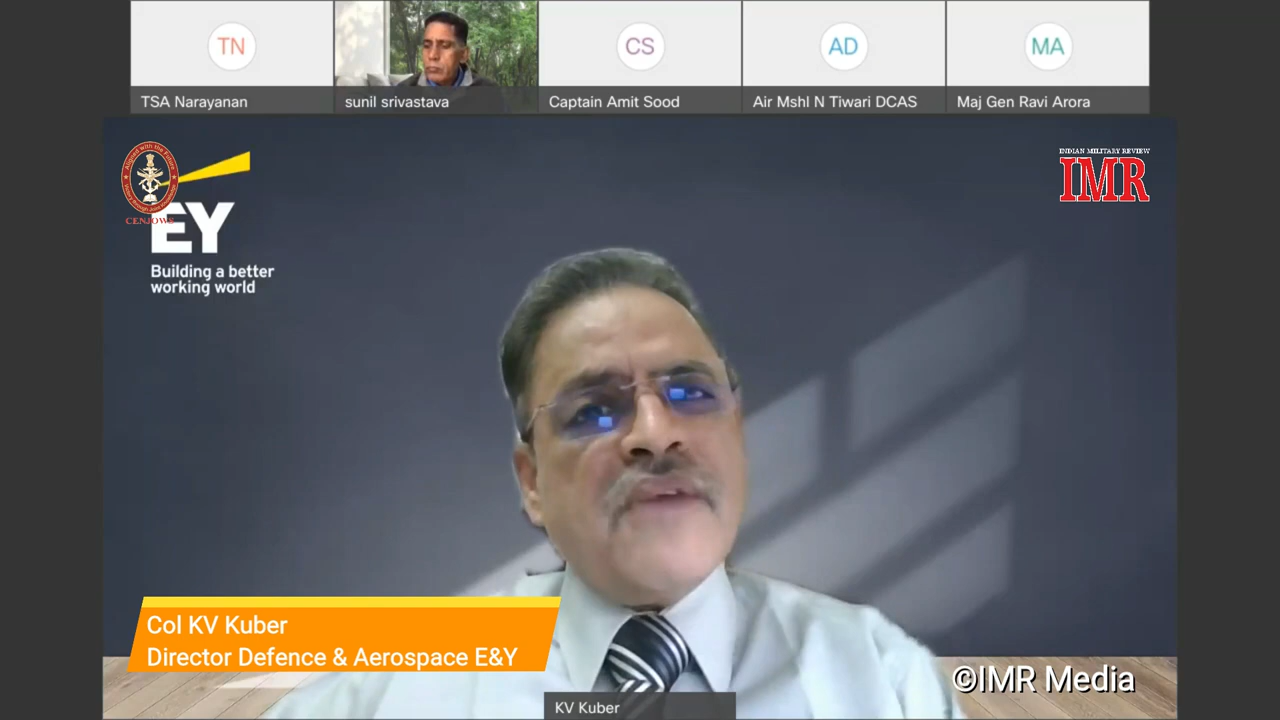 TN
CS
AD
MA
TSA Narayanan
sunil srivastava
Captain Amit Sood
Air Mshl N Tiwari DCAS
Maj Gen Ravi Arora
CENJOWS
EY
Building a better
working world
INDIAN MILITARY REVIEW
IMR
Col KV Kuber
Director Defence & Aerospace E&Y
©IMR Media
KV Kuber